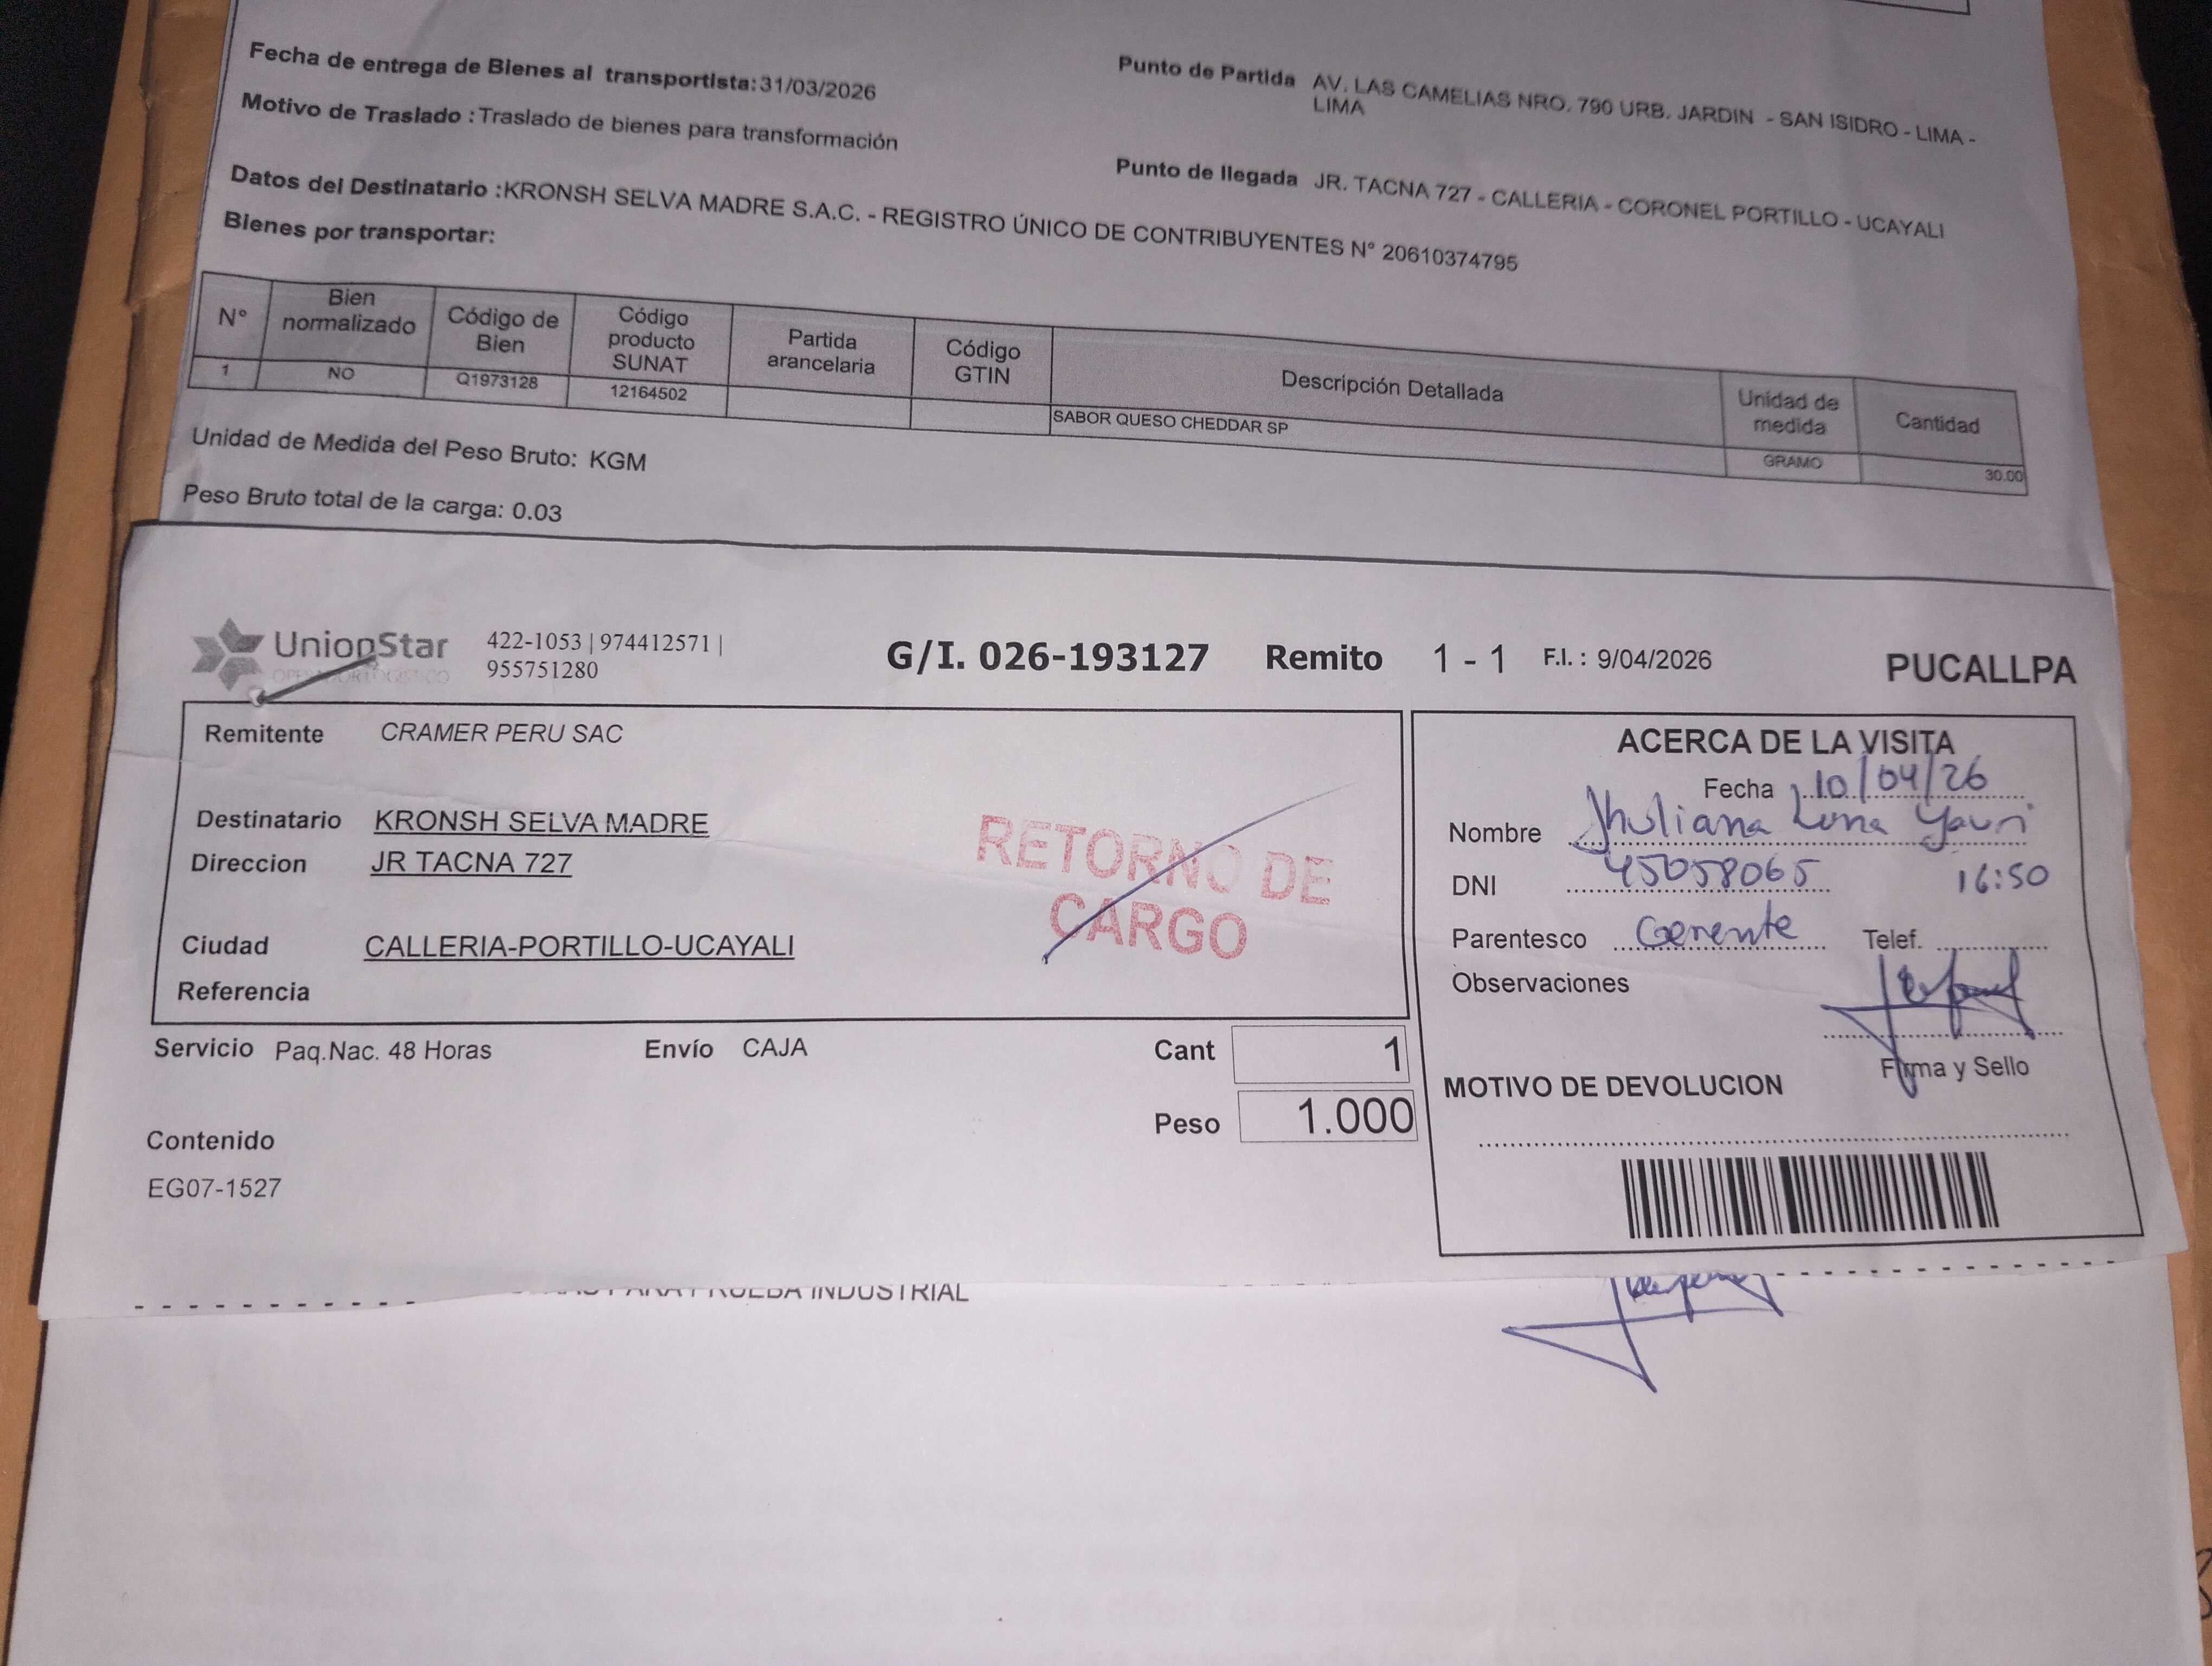 Fecha de entrega de Bienes al transportista:31/03/2026
Motivo de Traslado :Traslado de bienes para transformación
Punto de Partida AV. LAS CAMELIAS NRO. 790 URB. JARDIN - SAN ISIDRO - LIMA -
LIMA
Punto de llegada JR. TACNA 727 - CALLERIA - CORONEL PORTILLO - UCAYALI
Datos del Destinatario :KRONSH SELVA MADRE S.A.C. - REGISTRO ÚNICO DE CONTRIBUYENTES N° 20610374795
Bienes por transportar:
N° Bien normalizado Código de Bien Código producto SUNAT Partida arancelaria Código GTIN Descripción Detallada Unidad de medida Cantidad
1 NO Q1973128 12164502 SABOR QUESO CHEDDAR SP GRAMO 30.00
Unidad de Medida del Peso Bruto: KGM
Peso Bruto total de la carga: 0.03
UnionStar
OPERADOR LOGISTICO
422-1053 | 974412571 |
955751280
G/I. 026-193127 Remito 1 - 1 F.I. : 9/04/2026 PUCALLPA
Remitente CRAMER PERU SAC
Destinatario KRONSH SELVA MADRE
Direccion JR TACNA 727
Ciudad CALLERIA-PORTILLO-UCAYALI
Referencia
RETORNO DE
CARGO
Servicio Paq.Nac. 48 Horas Envío CAJA Cant 1
Peso 1.000
Contenido
EG07-1527
ACERCA DE LA VISITA
Fecha 10/04/26
Nombre Jhuliana Luna Yauri
DNI 45058065 16:50
Parentesco Gerente Telef.
Observaciones
Firma y Sello
MOTIVO DE DEVOLUCION
PARA PRUEBA INDUSTRIAL